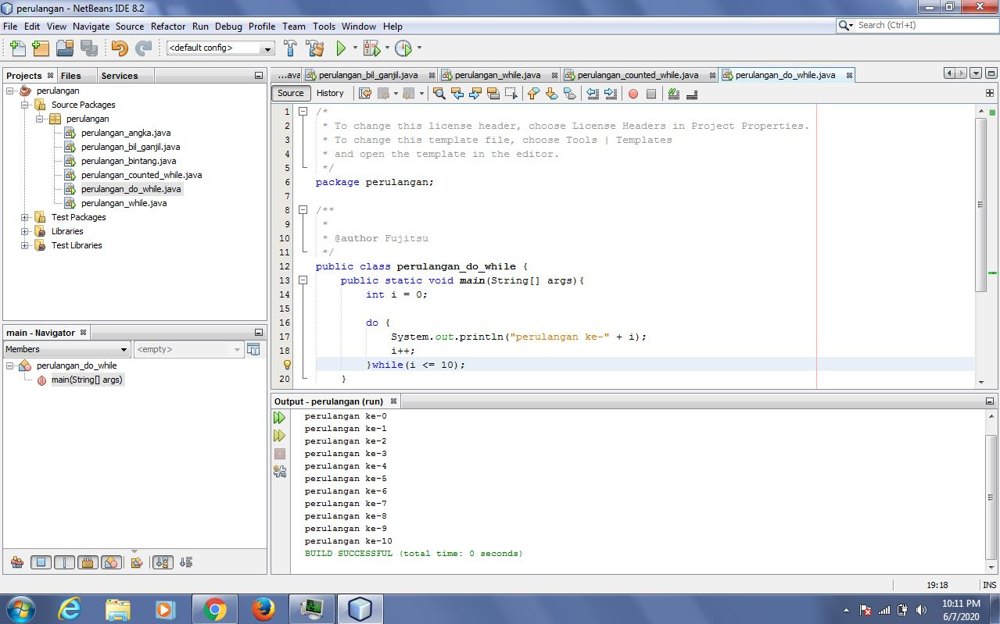 perulangan - NetBeans IDE 8.2
File Edit View Navigate Source Refactor Run Debug Profile Team Tools Window Help
Search (Ctrl+I)
<default config>
Projects Files Services
perulangan
Source Packages
perulangan
perulangan_angka.java
perulangan_bil_ganjil.java
perulangan_bintang.java
perulangan_counted_while.java
perulangan_do_while.java
perulangan_while.java
Test Packages
Libraries
Test Libraries
main - Navigator
Members <empty>
perulangan_do_while
main(String[] args)
...ava perulangan_bil_ganjil.java perulangan_while.java perulangan_counted_while.java perulangan_do_while.java
Source History
1 /*
2 * To change this license header, choose License Headers in Project Properties.
3 * To change this template file, choose Tools | Templates
4 * and open the template in the editor.
5 */
6 package perulangan;
7
8 /**
9 *
10 * @author Fujitsu
11 */
12 public class perulangan_do_while {
13 public static void main(String[] args){
14 int i = 0;
15
16 do {
17 System.out.println("perulangan ke-" + i);
18 i++;
}while(i <= 10);
20 }
Output - perulangan (run)
perulangan ke-0
perulangan ke-1
perulangan ke-2
perulangan ke-3
perulangan ke-4
perulangan ke-5
perulangan ke-6
perulangan ke-7
perulangan ke-8
perulangan ke-9
perulangan ke-10
BUILD SUCCESSFUL (total time: 0 seconds)
19:18 INS
10:11 PM
6/7/2020